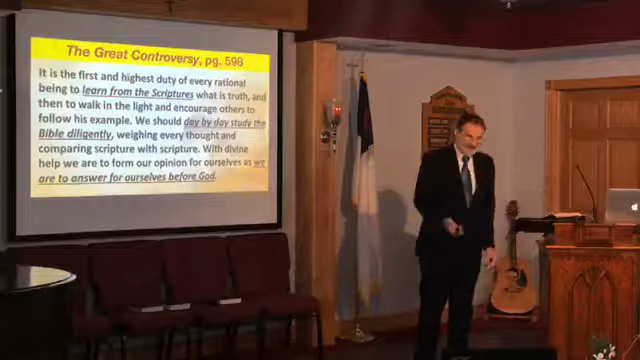 The Great Controversy, pg. 598
It is the first and highest duty of every rational
being to learn from the Scriptures what is truth, and
then to walk in the light and encourage others to
follow his example. We should day by day study the
Bible diligently, weighing every thought and
comparing scripture with scripture. With divine
help we are to form our opinion for ourselves as we
are to answer for ourselves before God.